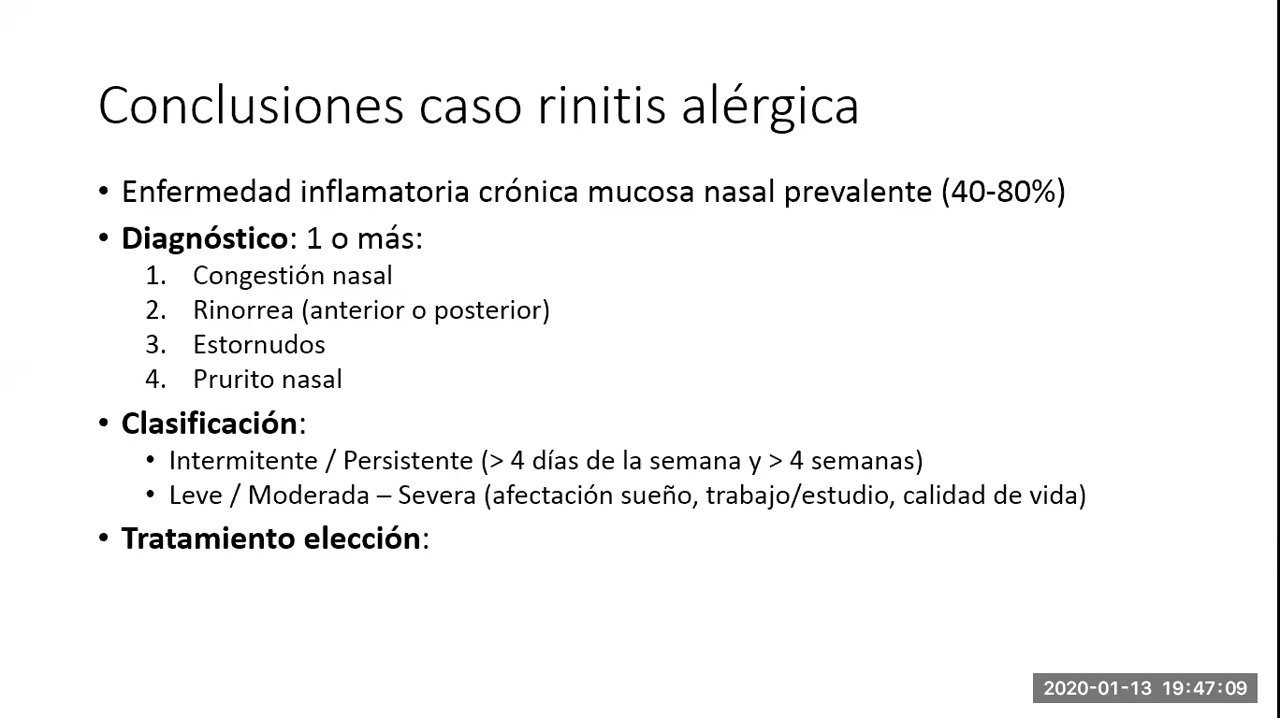 Conclusiones caso rinitis alérgica
• Enfermedad inflamatoria crónica mucosa nasal prevalente (40-80%)
• Diagnóstico: 1 o más:
1. Congestión nasal
2. Rinorrea (anterior o posterior)
3. Estornudos
4. Prurito nasal
• Clasificación:
• Intermitente / Persistente (> 4 días de la semana y > 4 semanas)
• Leve / Moderada – Severa (afectación sueño, trabajo/estudio, calidad de vida)
• Tratamiento elección:
2020-01-13 19:47:09